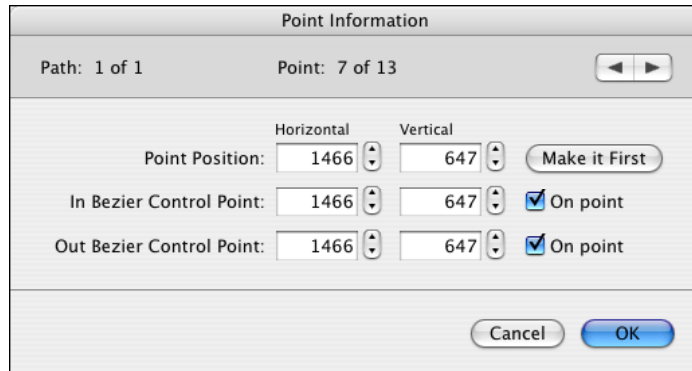 Point Information
Path: 1 of 1 Point: 7 of 13
Horizontal Vertical
Point Position: 1466 647 Make it First
In Bezier Control Point: 1466 647 On point
Out Bezier Control Point: 1466 647 On point
Cancel OK